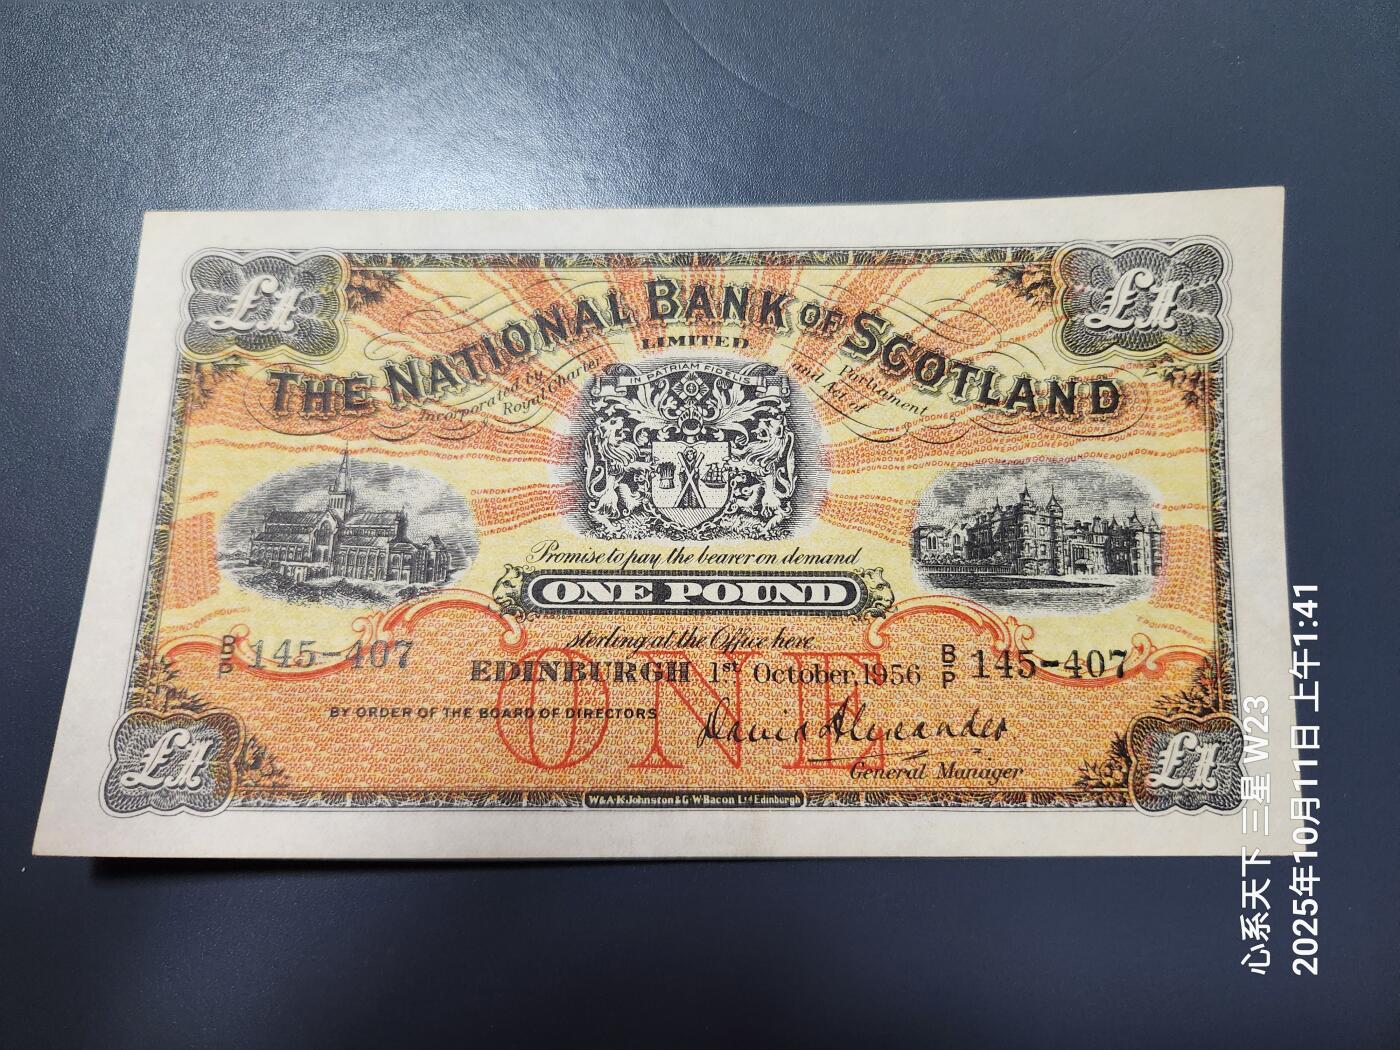 £1
£1
THE NATIONAL BANK OF SCOTLAND
LIMITED
Incorporated by Royal Charter
and Act of Parliament
IN PATRIAM FIDELIS
Promise to pay the bearer on demand
ONE POUND
sterling at the Office here
B/P 145-407
EDINBURGH 1st October, 1956
B/P 145-407
BY ORDER OF THE BOARD OF DIRECTORS
David Alexander
General Manager
ONE
£1
£1
W.& A.K.Johnston & G.W.Bacon Ltd Edinburgh
心系天下 三星 W23
2025年10月11日 上午1:41